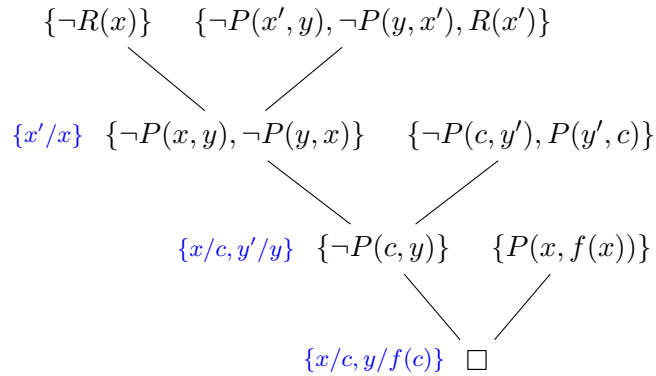 {¬R(x)} {¬P(x′, y), ¬P(y, x′), R(x′)}
{x′/x} {¬P(x, y), ¬P(y, x)} {¬P(c, y′), P(y′, c)}
{x/c, y′/y} {¬P(c, y)} {P(x, f(x))}
{x/c, y/f(c)} □